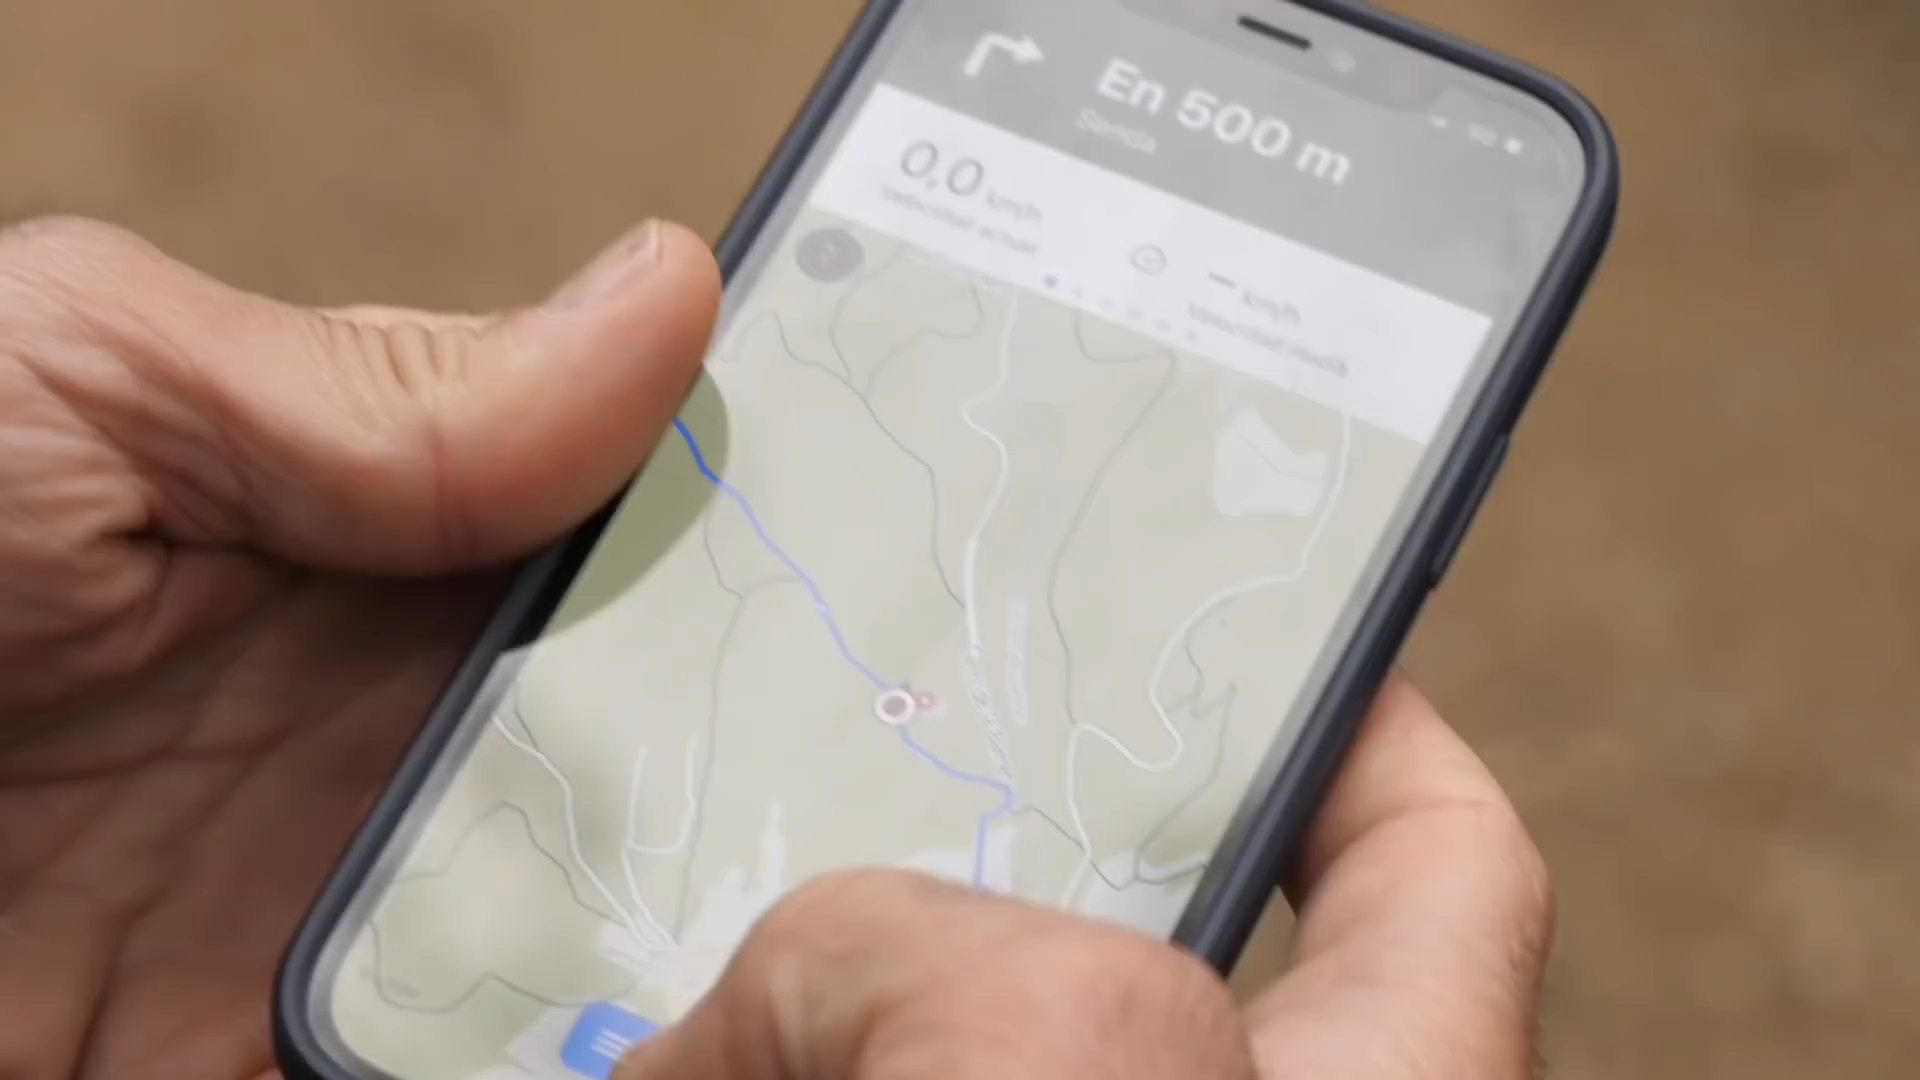 En 500 m
Senda
0,0 km/h
Velocidad actual
— km/h
Velocidad media